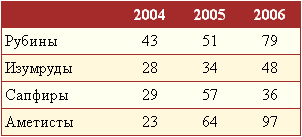 2004 2005 2006
Рубины 43 51 79
Изумруды 28 34 48
Сапфиры 29 57 36
Аметисты 23 64 97